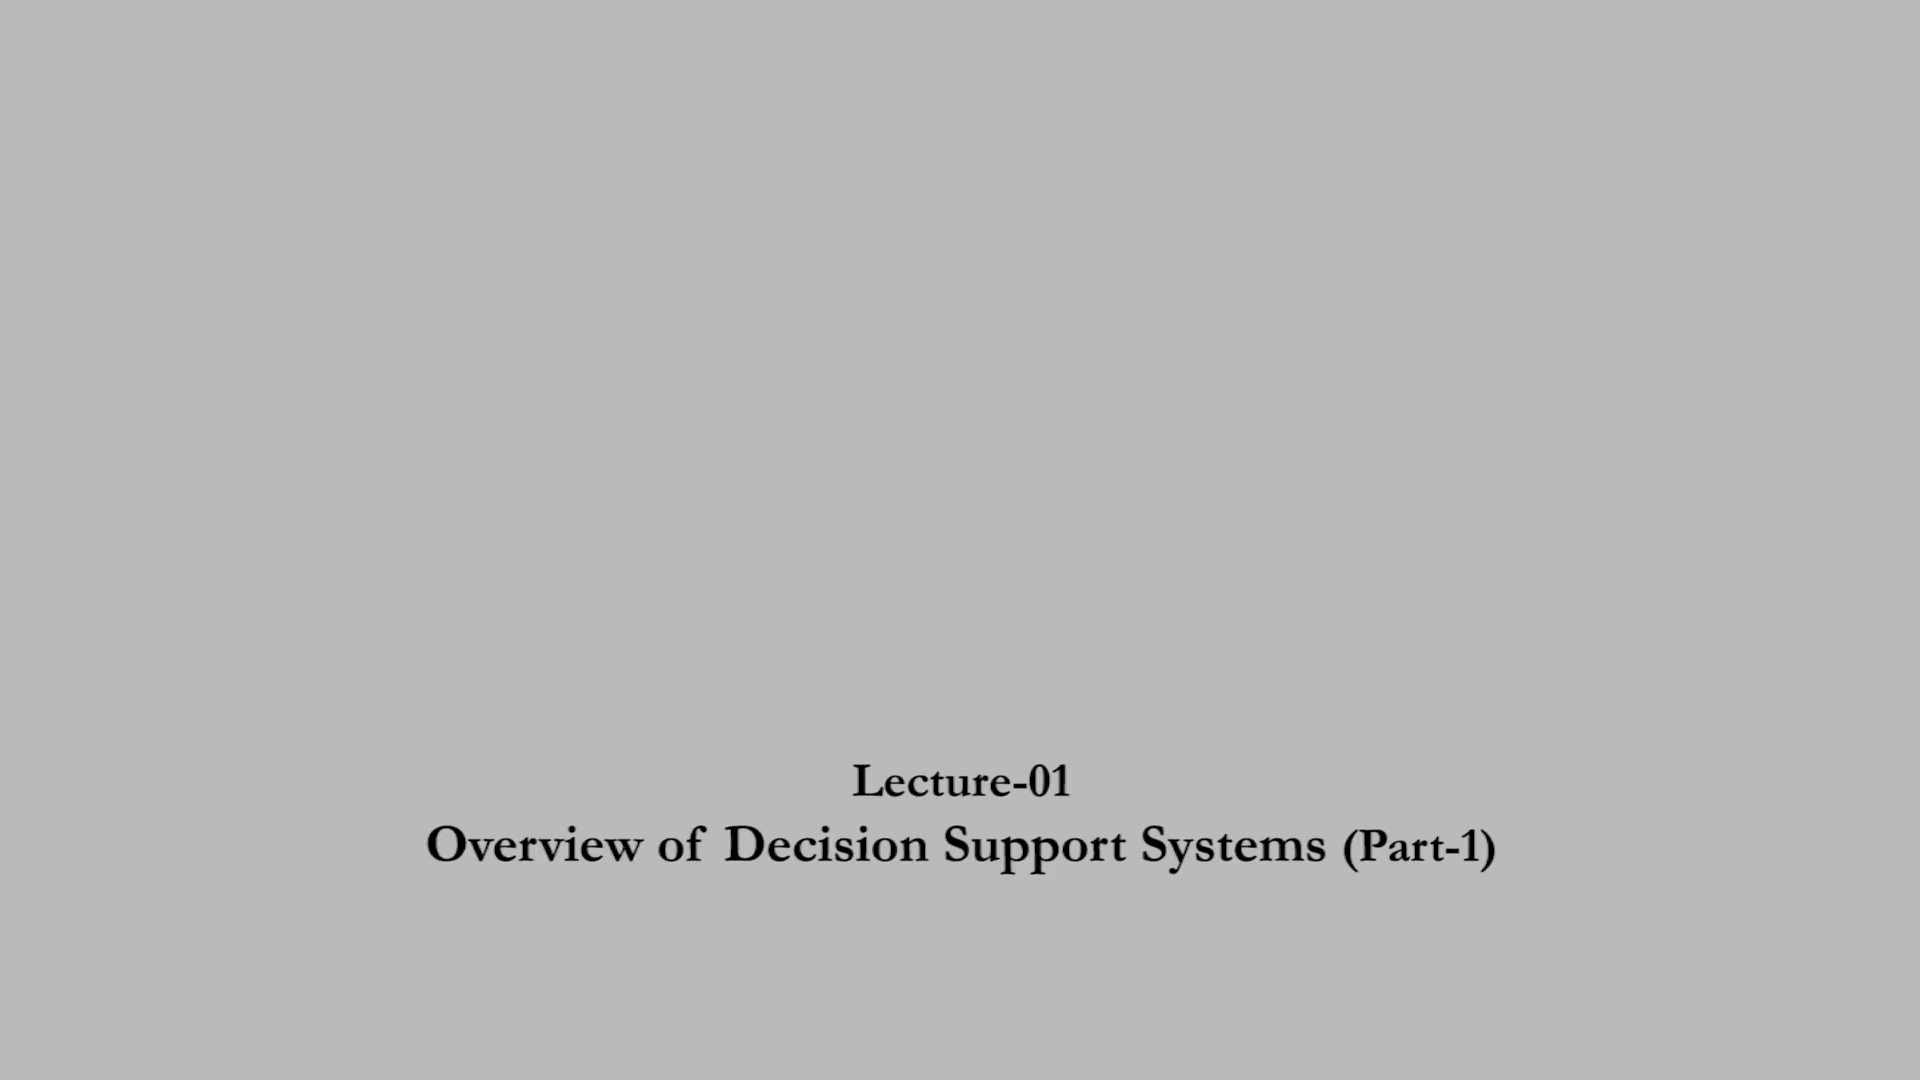 Lecture-01
Overview of Decision Support Systems (Part-1)